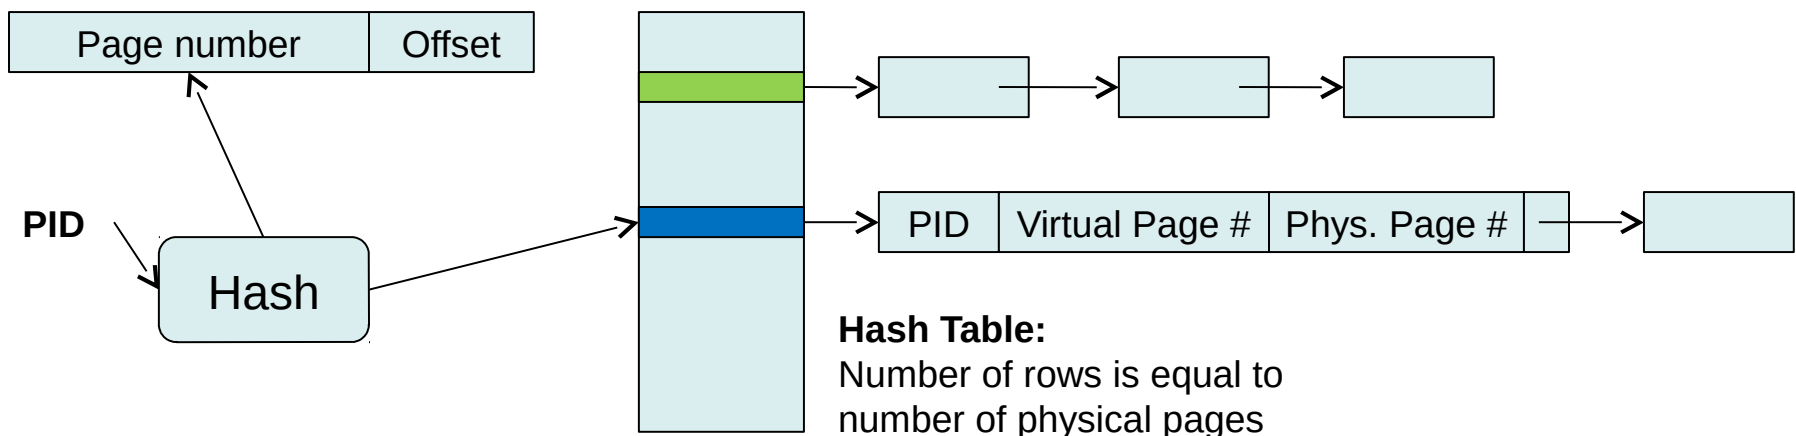 Page number Offset
PID
Hash
PID Virtual Page # Phys. Page #
Hash Table:
Number of rows is equal to
number of physical pages